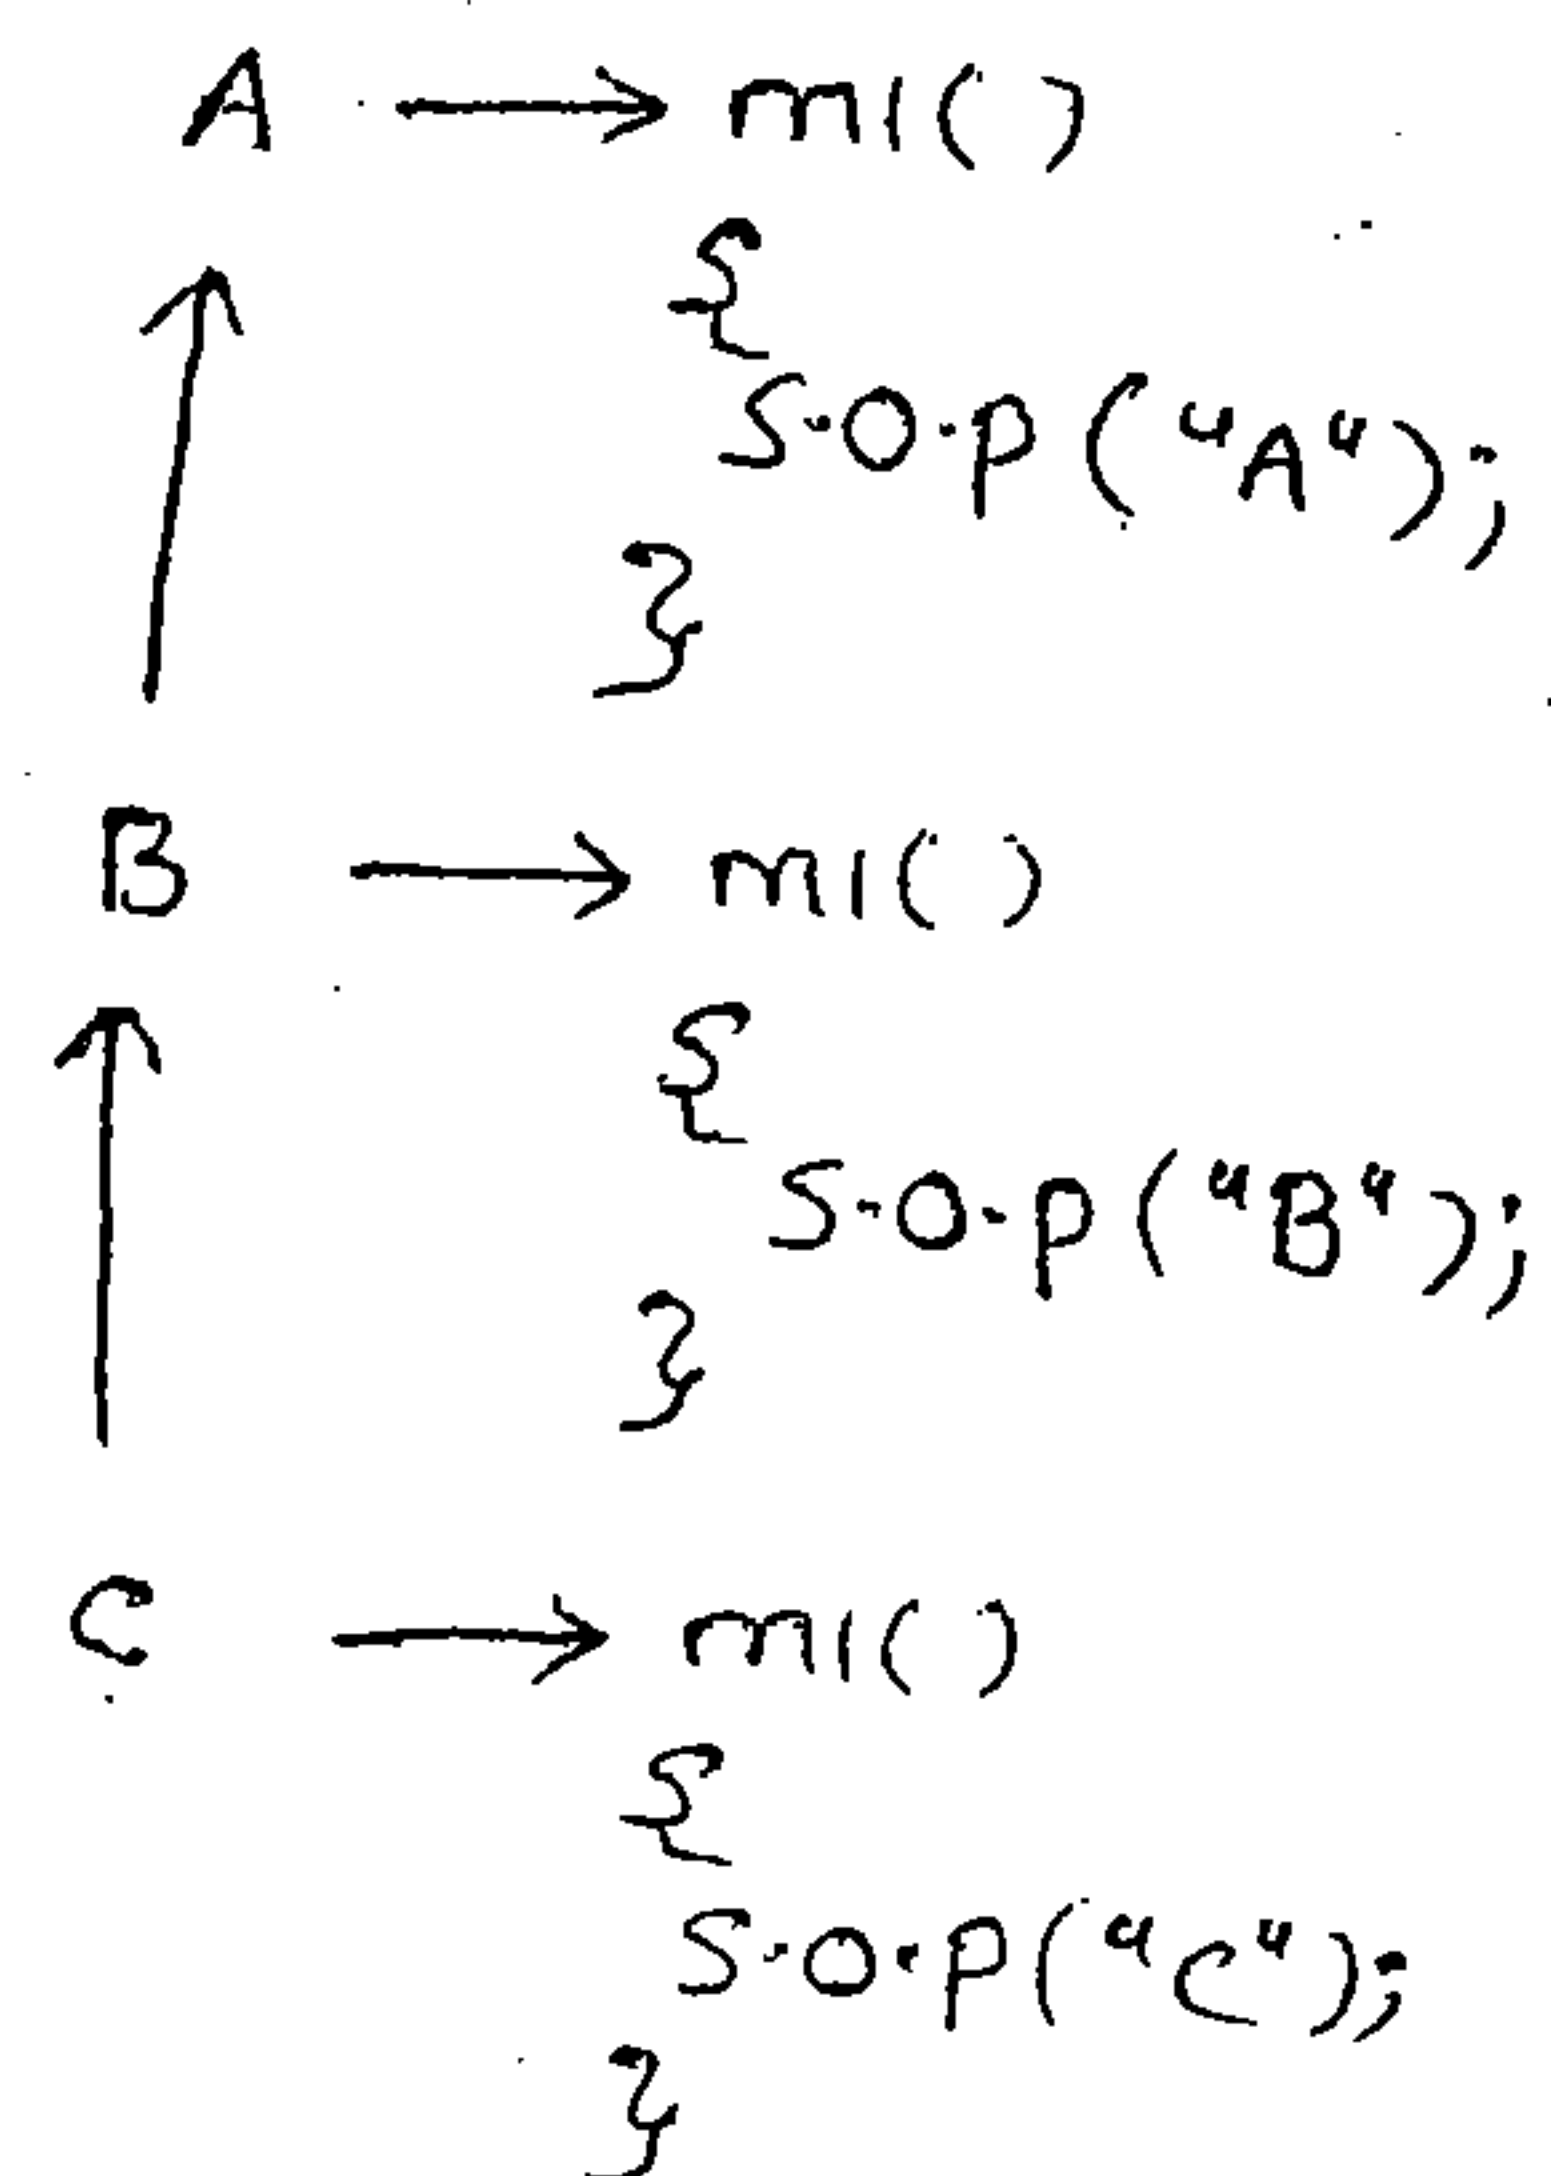 A → m1( )
{
S.O.p("A");
}
B → m1( )
{
S.O.p("B");
}
C → m1( )
{
S.O.p("C");
}